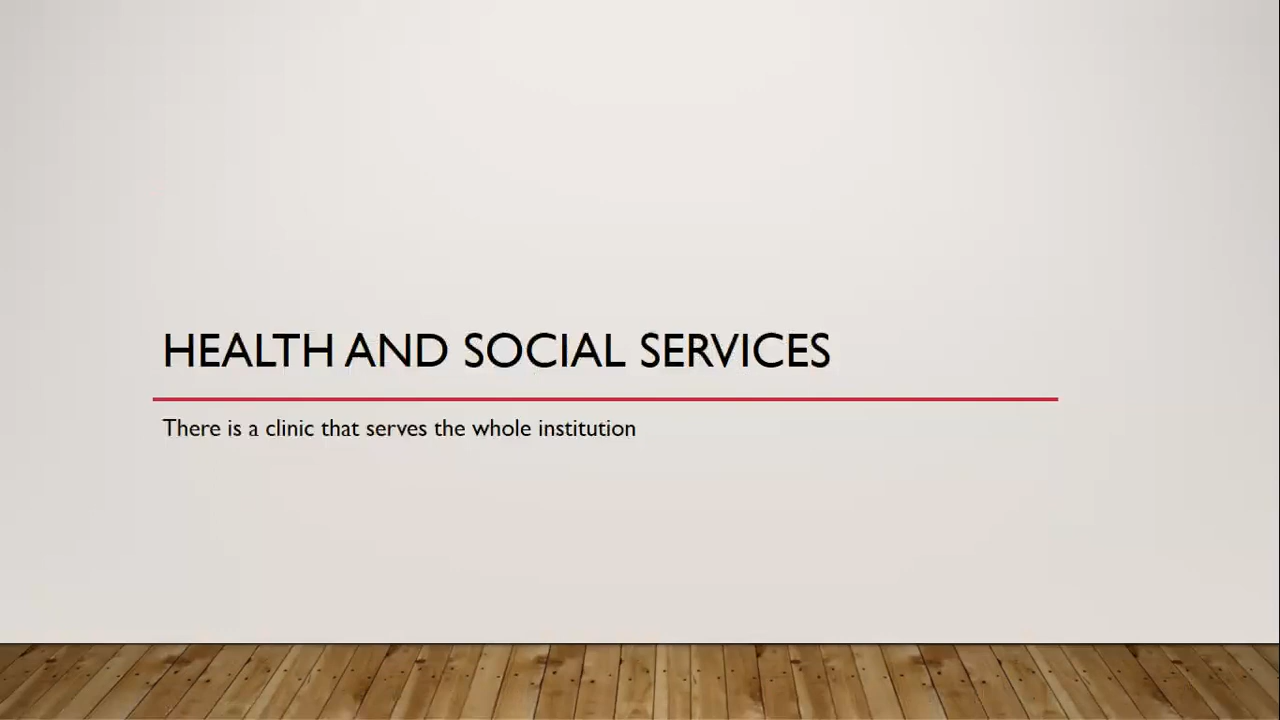 HEALTH AND SOCIAL SERVICES
There is a clinic that serves the whole institution